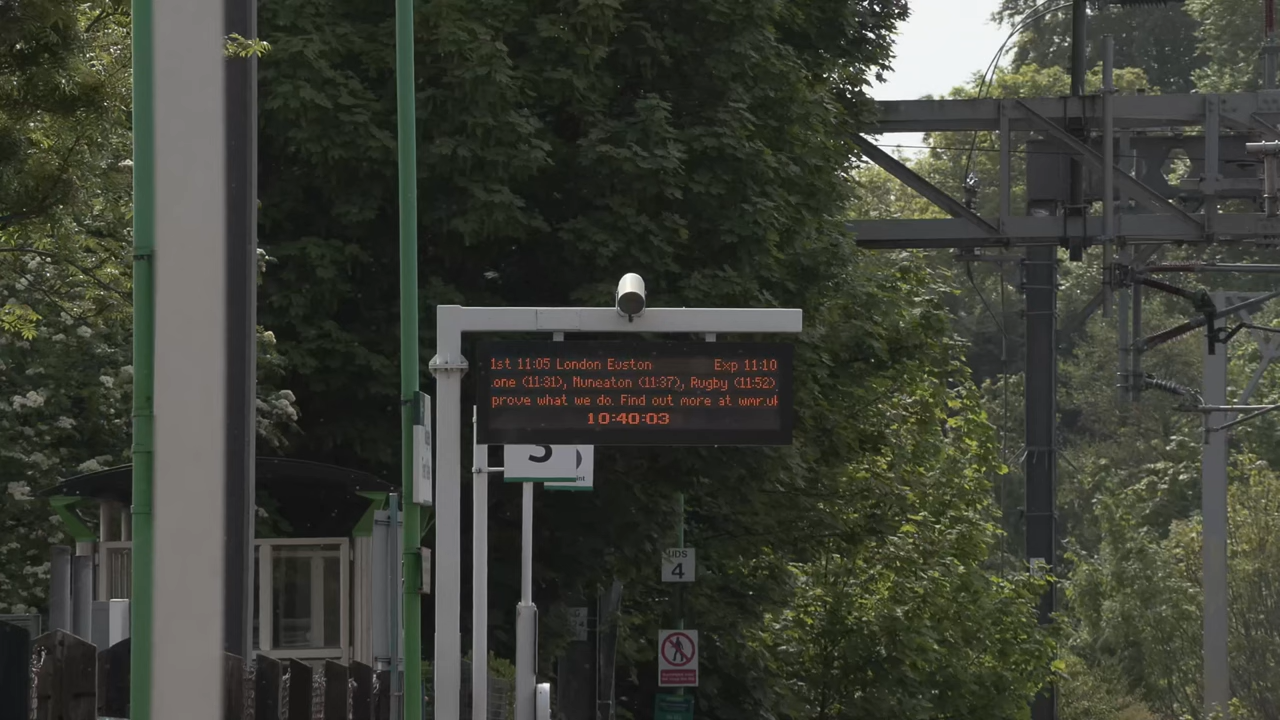 1st 11:05 London Euston Exp 11:10
.one (11:31), Nuneaton (11:37), Rugby (11:52)
prove what we do. Find out more at wmr.uk
10:40:03
4